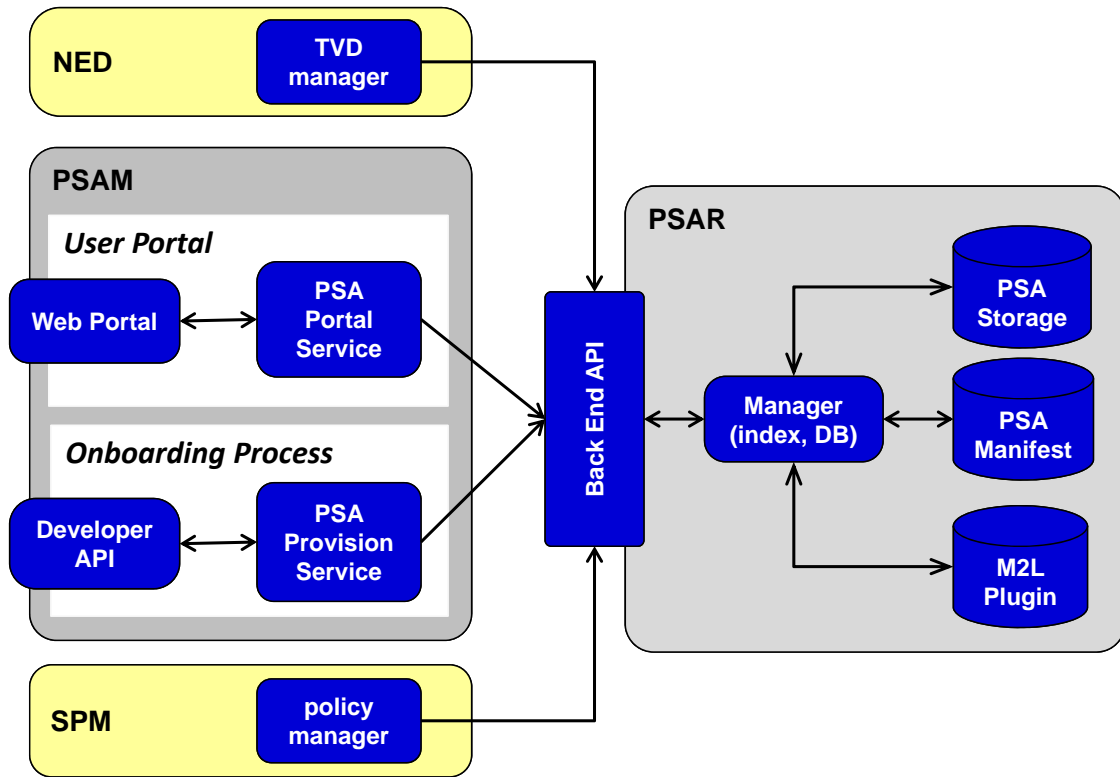 NED
TVD
manager
PSAM
User Portal
Web Portal
PSA
Portal
Service
Onboarding Process
Developer
API
PSA
Provision
Service
SPM
policy
manager
Back End API
PSAR
Manager
(index, DB)
PSA
Storage
PSA
Manifest
M2L
Plugin